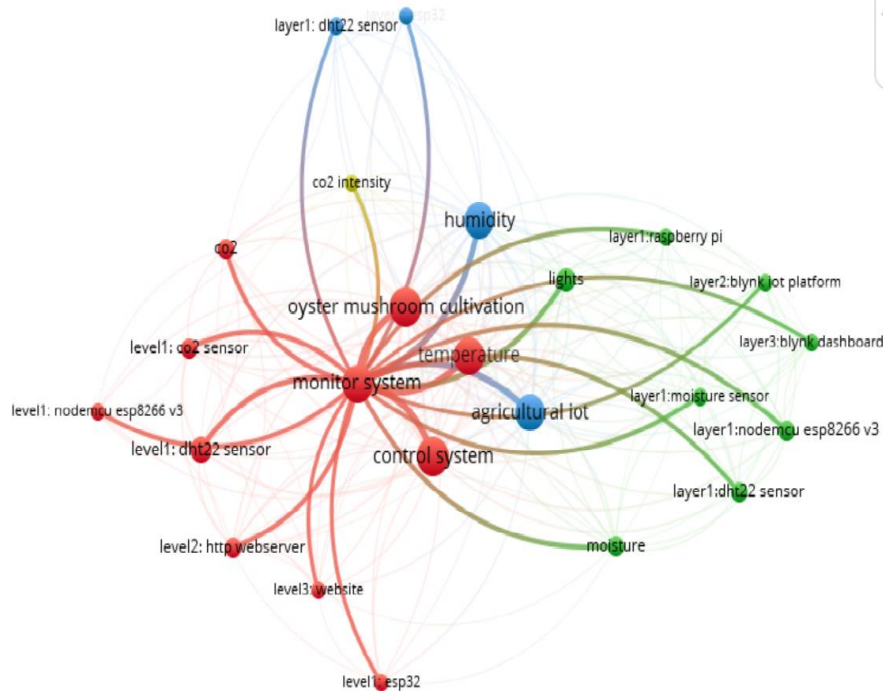 layer1: dht22 sensor
layer1: esp32
co2 intensity
humidity
layer1:raspberry pi
co2
lights
layer2:blynk iot platform
oyster mushroom cultivation
layer3:blynk dashboard
level1: co2 sensor
temperature
monitor system
layer1:moisture sensor
level1: nodemcu esp8266 v3
agricultural iot
layer1:nodemcu esp8266 v3
level1: dht22 sensor
control system
layer1:dht22 sensor
level2: http webserver
moisture
level3: website
level1: esp32